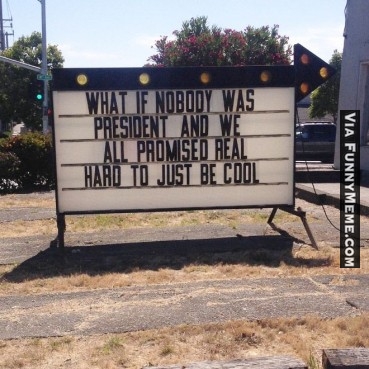 WHAT IF NOBODY WAS
PRESIDENT AND WE
ALL PROMISED REAL
HARD TO JUST BE COOL
VIA FUNNYMEME.COM